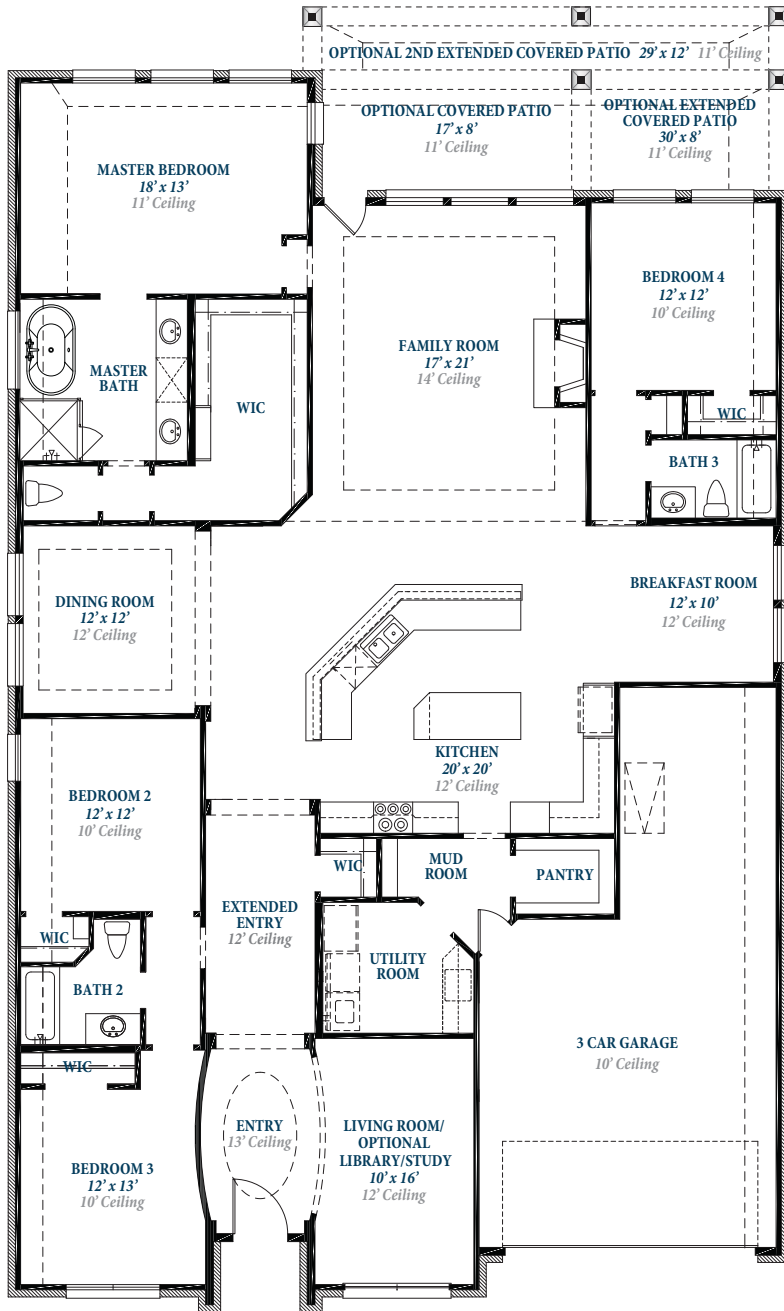 OPTIONAL 2ND EXTENDED COVERED PATIO 29' x 12' 11' Ceiling
OPTIONAL COVERED PATIO
17' x 8'
11' Ceiling
OPTIONAL EXTENDED
COVERED PATIO
30' x 8'
11' Ceiling
MASTER BEDROOM
18' x 13'
11' Ceiling
BEDROOM 4
12' x 12'
10' Ceiling
FAMILY ROOM
17' x 21'
14' Ceiling
MASTER
BATH
WIC
WIC
BATH 3
DINING ROOM
12' x 12'
12' Ceiling
BREAKFAST ROOM
12' x 10'
12' Ceiling
KITCHEN
20' x 20'
12' Ceiling
BEDROOM 2
12' x 12'
10' Ceiling
WIC
MUD
ROOM
PANTRY
EXTENDED
ENTRY
12' Ceiling
WIC
BATH 2
UTILITY
ROOM
3 CAR GARAGE
10' Ceiling
WIC
ENTRY
13' Ceiling
LIVING ROOM/
OPTIONAL
LIBRARY/STUDY
10' x 16'
12' Ceiling
BEDROOM 3
12' x 13'
10' Ceiling